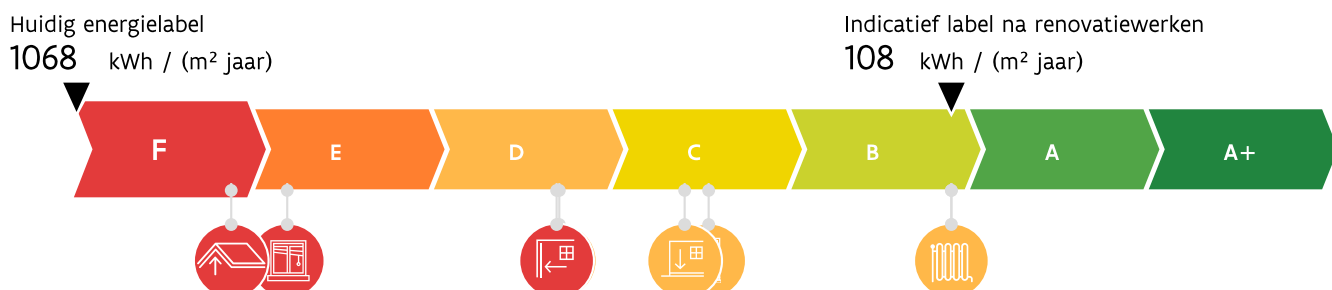 Huidig energielabel
1068 kWh / (m² jaar)
Indicatief label na renovatiewerken
108 kWh / (m² jaar)
F E D C B A A+